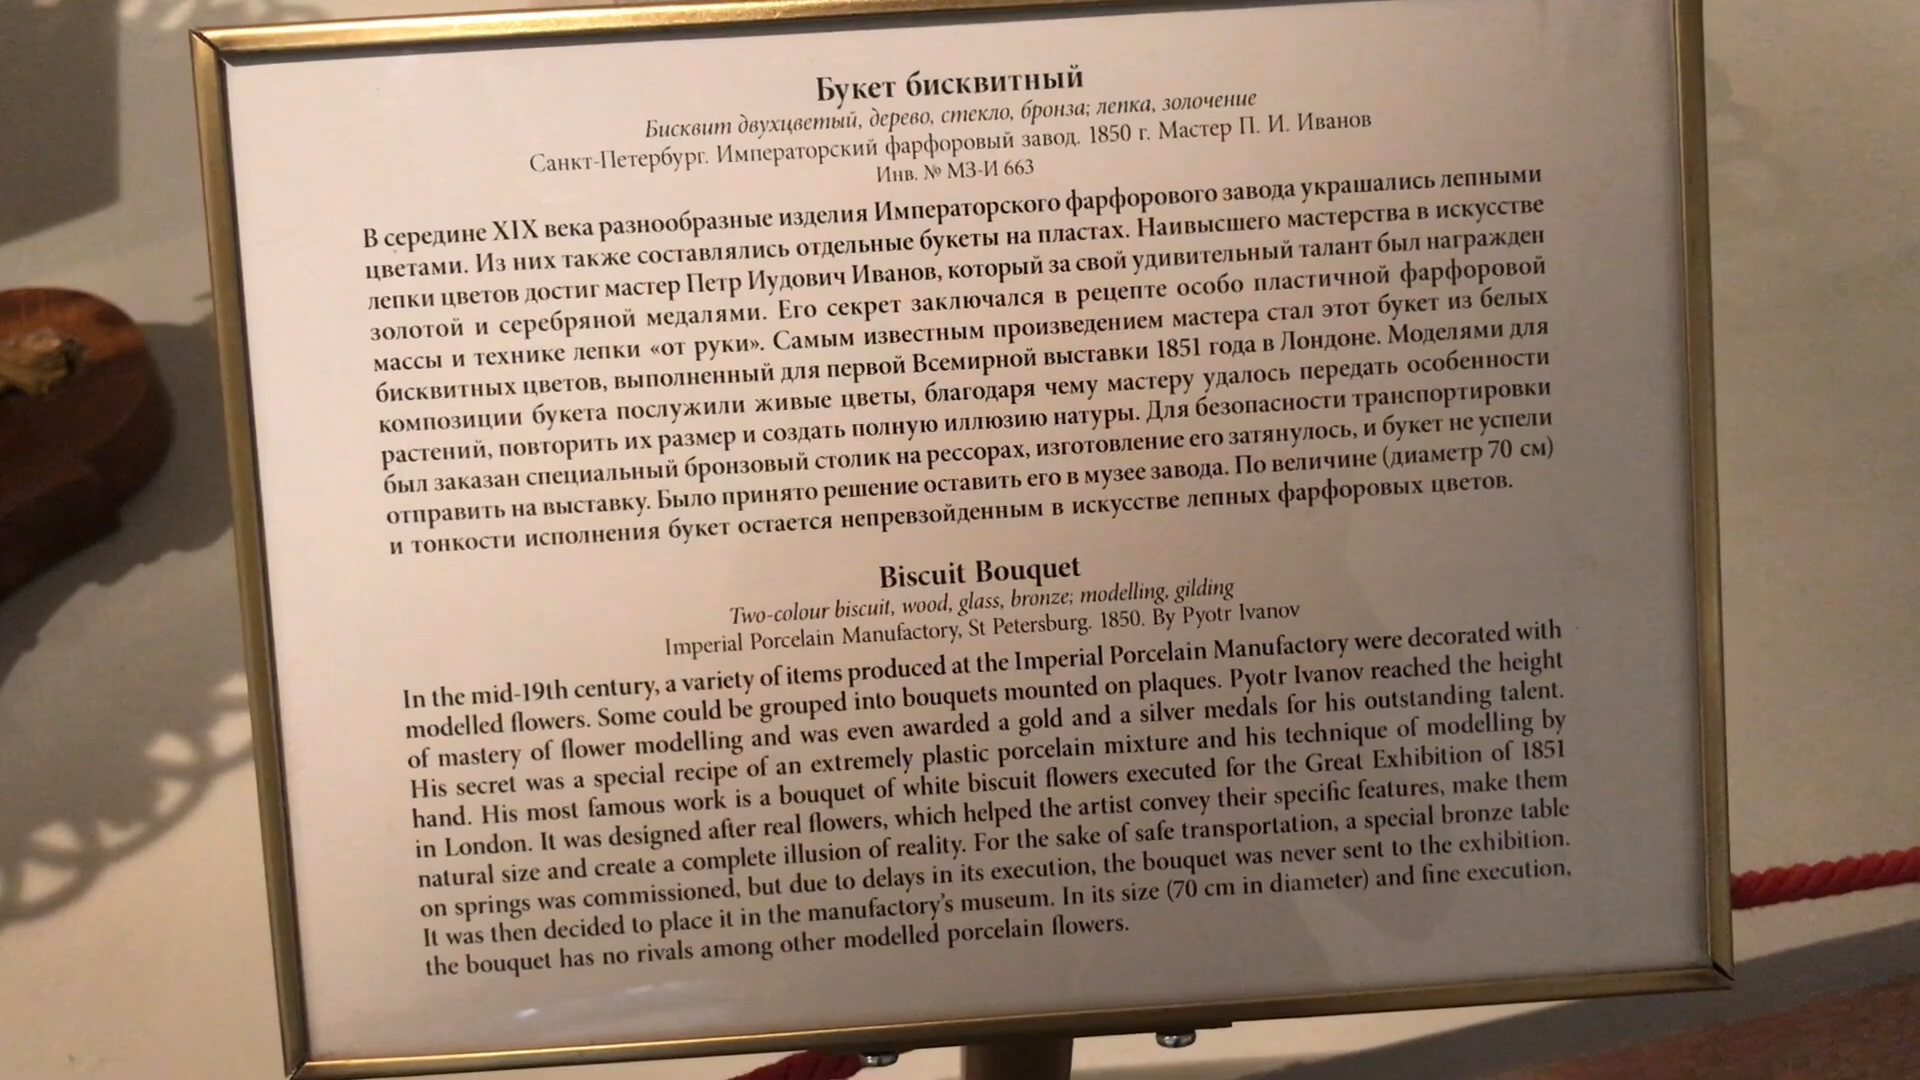 Букет бисквитный
Бисквит двухцветый, дерево, стекло, бронза; лепка, золочение
Санкт-Петербург. Императорский фарфоровый завод. 1850 г. Мастер П. И. Иванов
Инв. № МЗ-И 663
В середине XIX века разнообразные изделия Императорского фарфорового завода украшались лепными
цветами. Из них также составлялись отдельные букеты на пластах. Наивысшего мастерства в искусстве
лепки цветов достиг мастер Петр Иудович Иванов, который за свой удивительный талант был награжден
золотой и серебряной медалями. Его секрет заключался в рецепте особо пластичной фарфоровой
массы и технике лепки «от руки». Самым известным произведением мастера стал этот букет из белых
бисквитных цветов, выполненный для первой Всемирной выставки 1851 года в Лондоне. Моделями для
композиции букета послужили живые цветы, благодаря чему мастеру удалось передать особенности
растений, повторить их размер и создать полную иллюзию натуры. Для безопасности транспортировки
был заказан специальный бронзовый столик на рессорах, изготовление его затянулось, и букет не успели
отправить на выставку. Было принято решение оставить его в музее завода. По величине (диаметр 70 см)
и тонкости исполнения букет остается непревзойденным в искусстве лепных фарфоровых цветов.
Biscuit Bouquet
Two-colour biscuit, wood, glass, bronze; modelling, gilding
Imperial Porcelain Manufactory, St Petersburg. 1850. By Pyotr Ivanov
In the mid-19th century, a variety of items produced at the Imperial Porcelain Manufactory were decorated with
modelled flowers. Some could be grouped into bouquets mounted on plaques. Pyotr Ivanov reached the height
of mastery of flower modelling and was even awarded a gold and a silver medals for his outstanding talent.
His secret was a special recipe of an extremely plastic porcelain mixture and his technique of modelling by
hand. His most famous work is a bouquet of white biscuit flowers executed for the Great Exhibition of 1851
in London. It was designed after real flowers, which helped the artist convey their specific features, make them
natural size and create a complete illusion of reality. For the sake of safe transportation, a special bronze table
on springs was commissioned, but due to delays in its execution, the bouquet was never sent to the exhibition.
It was then decided to place it in the manufactory's museum. In its size (70 cm in diameter) and fine execution,
the bouquet has no rivals among other modelled porcelain flowers.